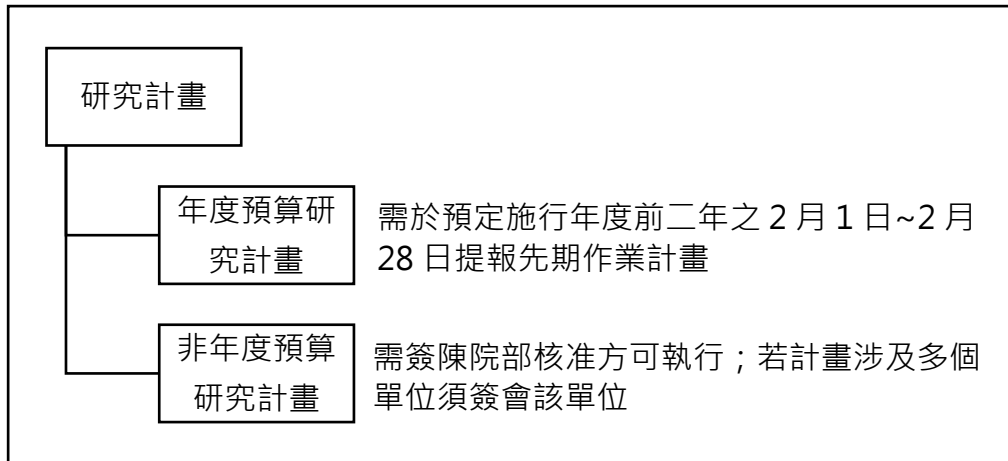 研究計畫
年度預算研
究計畫
需於預定施行年度前二年之 2 月 1 日~2 月
28 日提報先期作業計畫
非年度預算
研究計畫
需簽陳院部核准方可執行；若計畫涉及多個
單位須簽會該單位